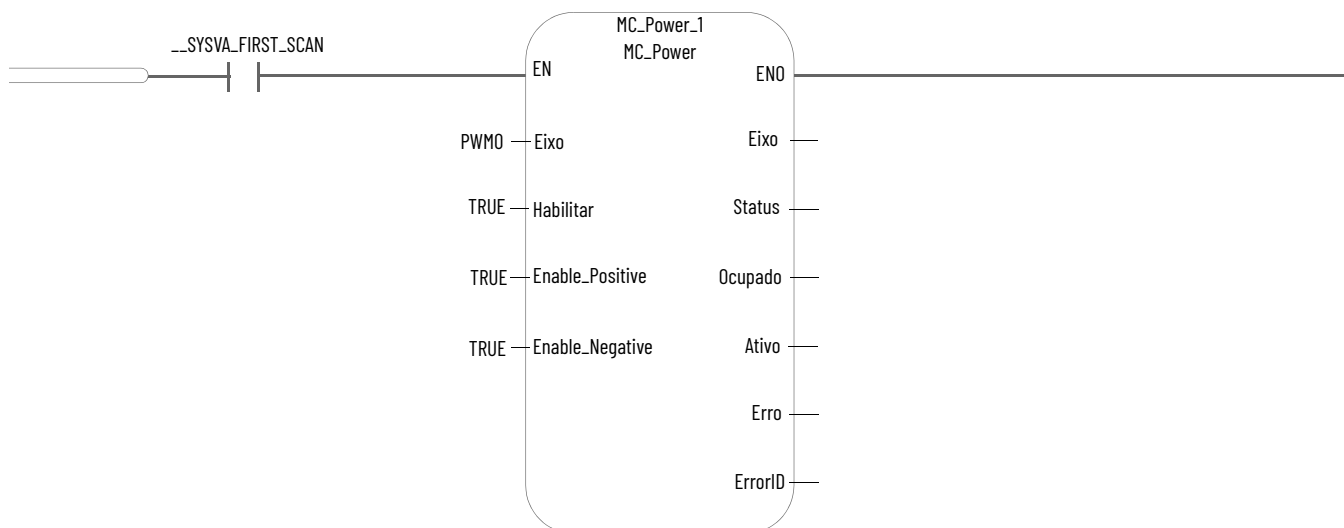 MC_Power_1
__SYSVA_FIRST_SCAN
MC_Power
EN
ENO
PWM0
Eixo
Eixo
TRUE
Habilitar
Status
TRUE
Enable_Positive
Ocupado
TRUE
Enable_Negative
Ativo
Erro
ErrorID